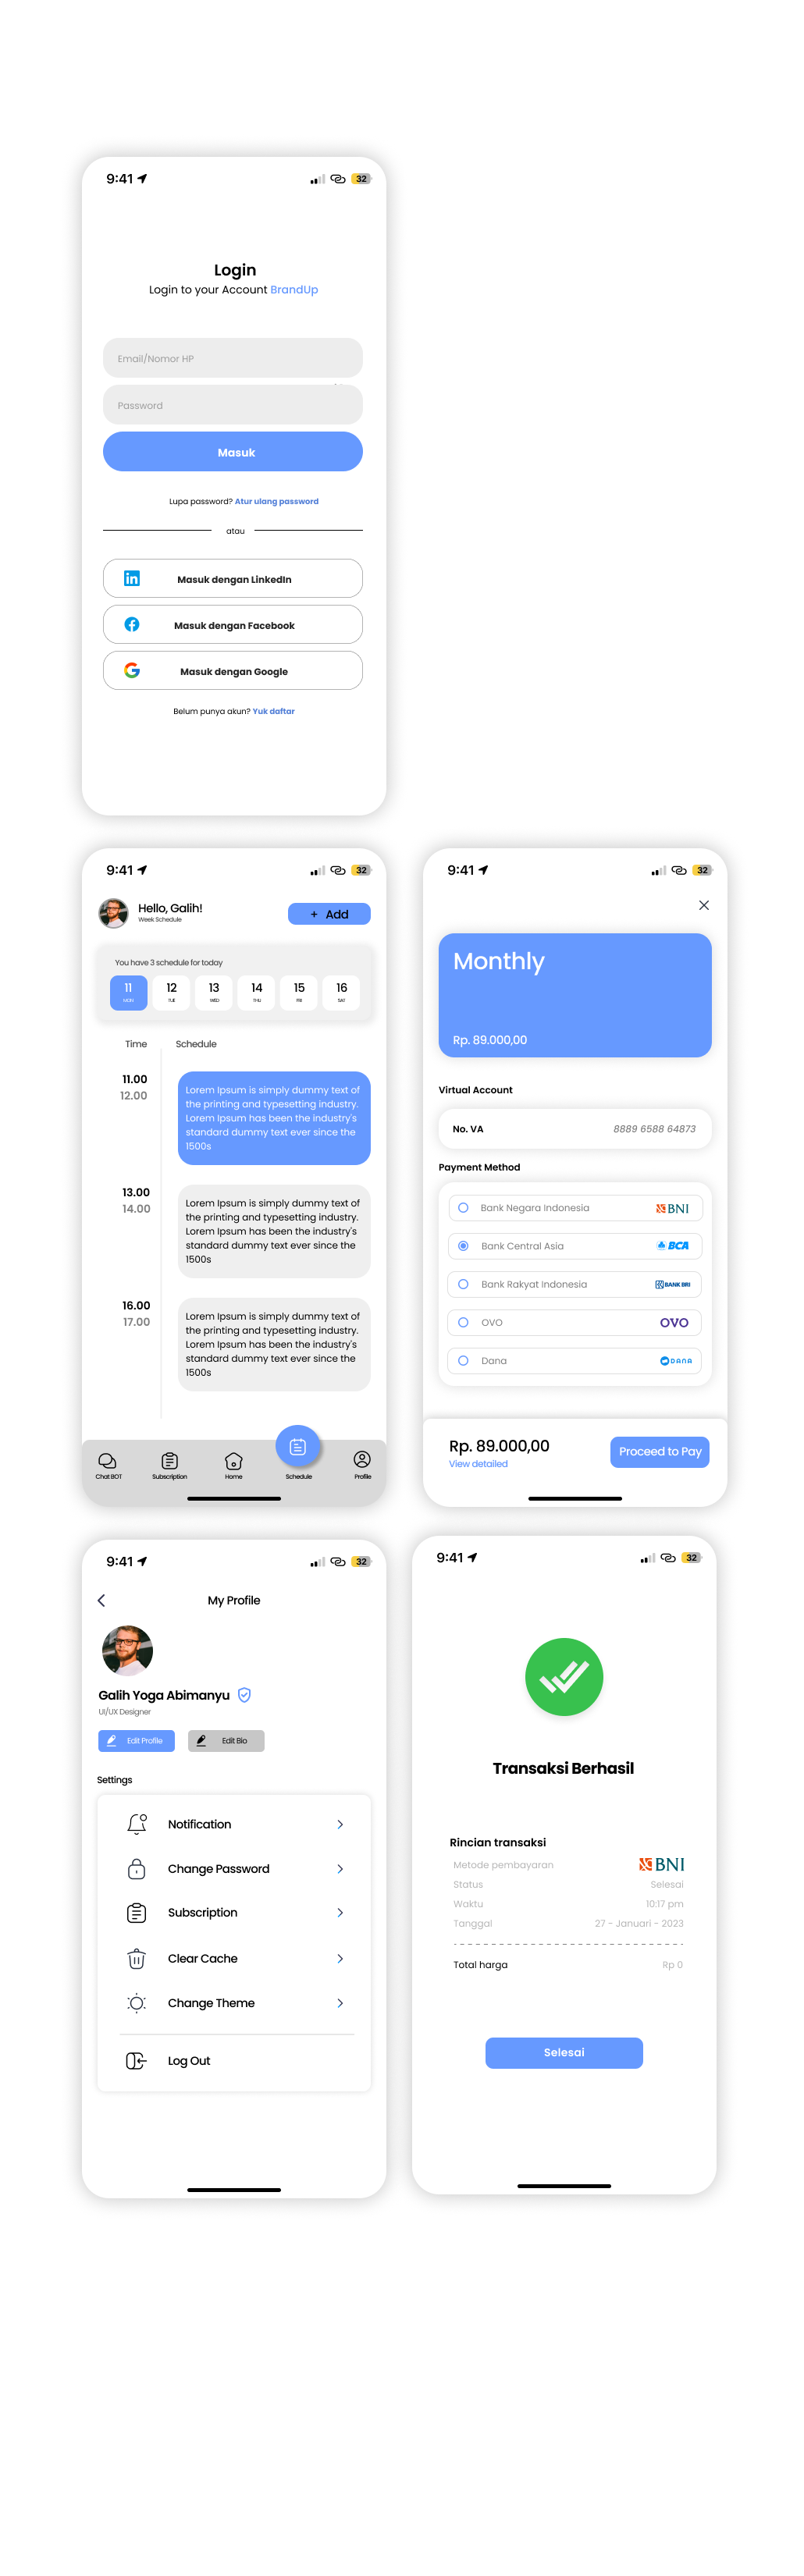 9:41
32
Login
Login to your Account BrandUp
Email/Nomor HP
Password
Masuk
Lupa password? Atur ulang password
atau
in
Masuk dengan LinkedIn
Masuk dengan Facebook
Masuk dengan Google
Belum punya akun? Yuk daftar
9:41
32
Hello, Galih!
Week Schedule
+ Add
You have 3 schedule for today
11 12 13 14 15 16
MON TUE WED THU FRI SAT
Time Schedule
11.00
12.00
Lorem Ipsum is simply dummy text of
the printing and typesetting industry.
Lorem Ipsum has been the industry's
standard dummy text ever since the
1500s
13.00
14.00
Lorem Ipsum is simply dummy text of
the printing and typesetting industry.
Lorem Ipsum has been the industry's
standard dummy text ever since the
1500s
16.00
17.00
Lorem Ipsum is simply dummy text of
the printing and typesetting industry.
Lorem Ipsum has been the industry's
standard dummy text ever since the
1500s
Chat BOT Subscription Home Schedule Profile
9:41
32
Monthly
Rp. 89.000,00
Virtual Account
No. VA 8889 6588 64873
Payment Method
Bank Negara Indonesia BNI
Bank Central Asia BCA
Bank Rakyat Indonesia BANK BRI
OVO OVO
Dana DANA
Rp. 89.000,00
View detailed
Proceed to Pay
9:41
32
My Profile
Galih Yoga Abimanyu
UI/UX Designer
Edit Profile Edit Bio
Settings
Notification
Change Password
Subscription
Clear Cache
Change Theme
Log Out
9:41
32
Transaksi Berhasil
Rincian transaksi
Metode pembayaran BNI
Status Selesai
Waktu 10:17 pm
Tanggal 27 - Januari - 2023
Total harga Rp 0
Selesai